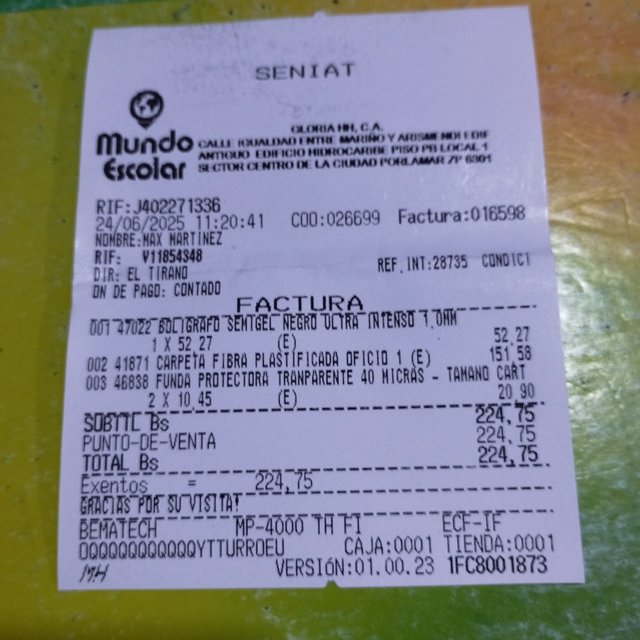 SENIAT
Mundo
Escolar
GLORIA HH, C.A.
CALLE IGUALDAD ENTRE MARIÑO Y ARISMENDI EDIF
ANTIGUO EDIFICIO HIDROCARIBE PISO PB LOCAL 1
SECTOR CENTRO DE LA CIUDAD PORLAMAR ZP 6301
RIF:J402271336
24/06/2025 11:20:41 COO:026699 Factura:016598
NOMBRE:MAX MARTINEZ
RIF: V11854348 REF.INT:28735 CONDICI
DIR: EL TIRANO
ON DE PAGO: CONTADO
FACTURA
001 47022 BOLIGRAFO SEMIGEL NEGRO ULTRA INTENSO 1.0MM
1 X 52,27 (E) 52,27
002 41871 CARPETA FIBRA PLASTIFICADA OFICIO 1 (E) 151,58
003 46838 FUNDA PROTECTORA TRANPARENTE 40 MICRAS - TAMANO CART
2 X 10,45 (E) 20,90
SUBTTL Bs 224,75
PUNTO-DE-VENTA 224,75
TOTAL Bs 224,75
Exentos = 224,75
GRACIAS POR SU VISITA!
BEMATECH MP-4000 TH FI ECF-IF
QQQQQQQQQQQQYTTURROEU CAJA:0001 TIENDA:0001
VERSIÓN:01.00.23 1FC8001873